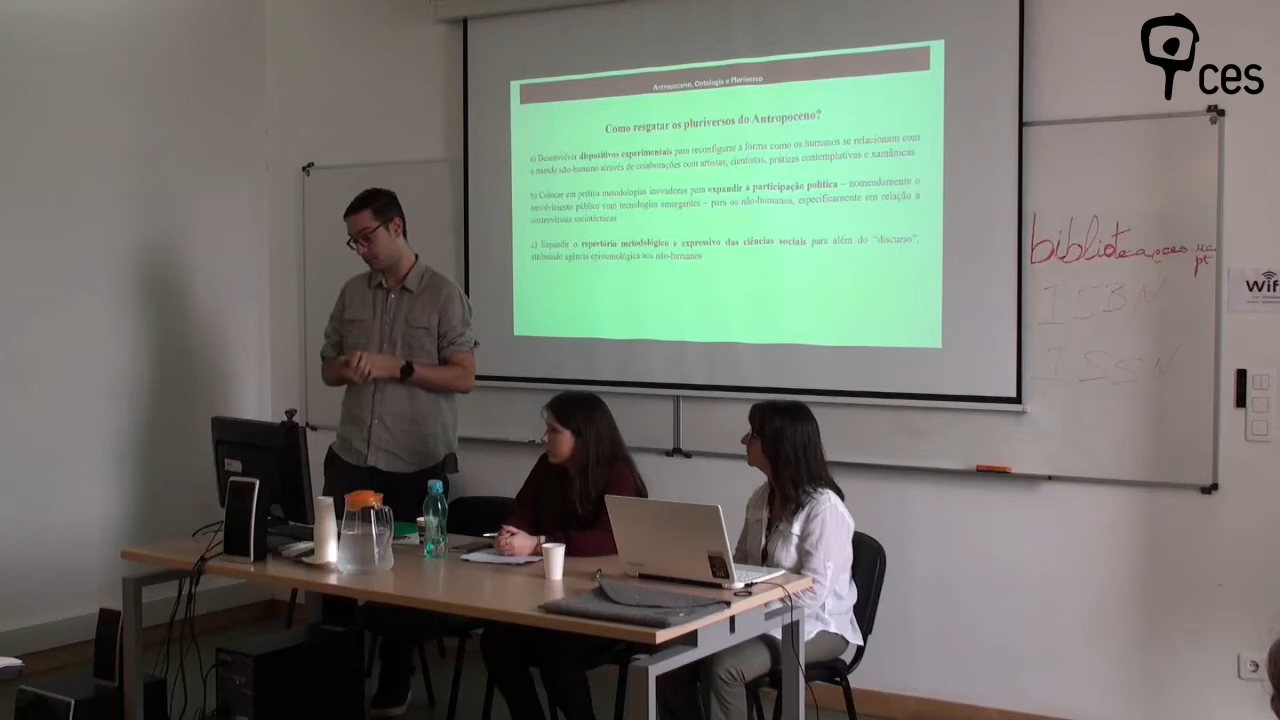 ces
Antropoceno, Ontologia e Pluriverso
Como resgatar os pluriversos do Antropoceno?
a) Desenvolver dispositivos experimentais para reconfigurar a forma como os humanos se relacionam com
o mundo não-humano através de colaborações com artistas, cientistas, práticas contemplativas e xamânicas
b) Colocar em prática metodologias inovadoras para expandir a participação política – nomeadamente o
envolvimento público com tecnologias emergentes – para os não-humanos, especificamente em relação a
controvérsias sociotécnicas
c) Expandir o repertório metodológico e expressivo das ciências sociais para além do "discurso",
atribuindo agência epistemológica aos não-humanos
biblioteca@ces.uc.
pt
ISBN
ISSN
Wifi